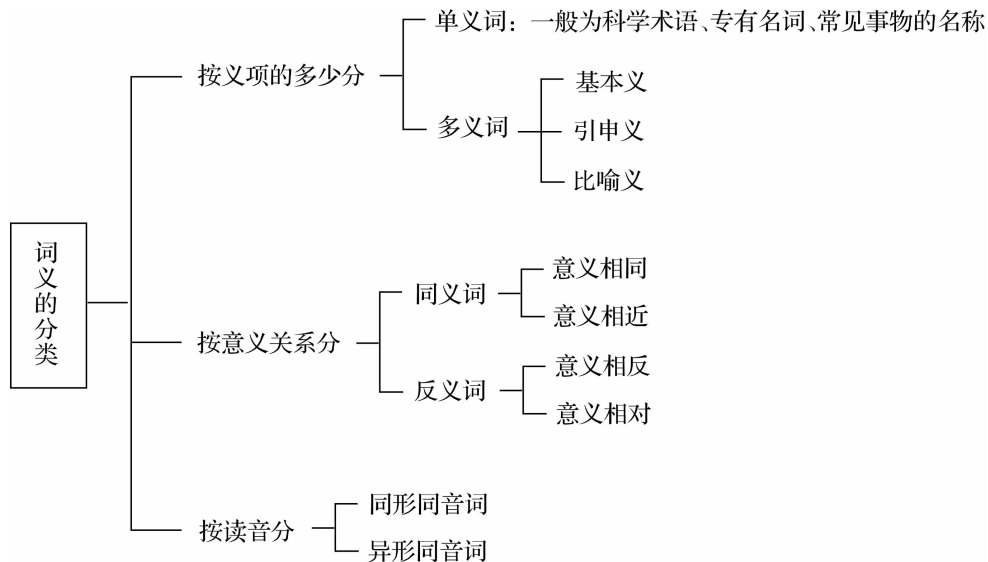 词义的分类
按义项的多少分
单义词：一般为科学术语、专有名词、常见事物的名称
多义词
基本义
引申义
比喻义
按意义关系分
同义词
意义相同
意义相近
反义词
意义相反
意义相对
按读音分
同形同音词
异形同音词